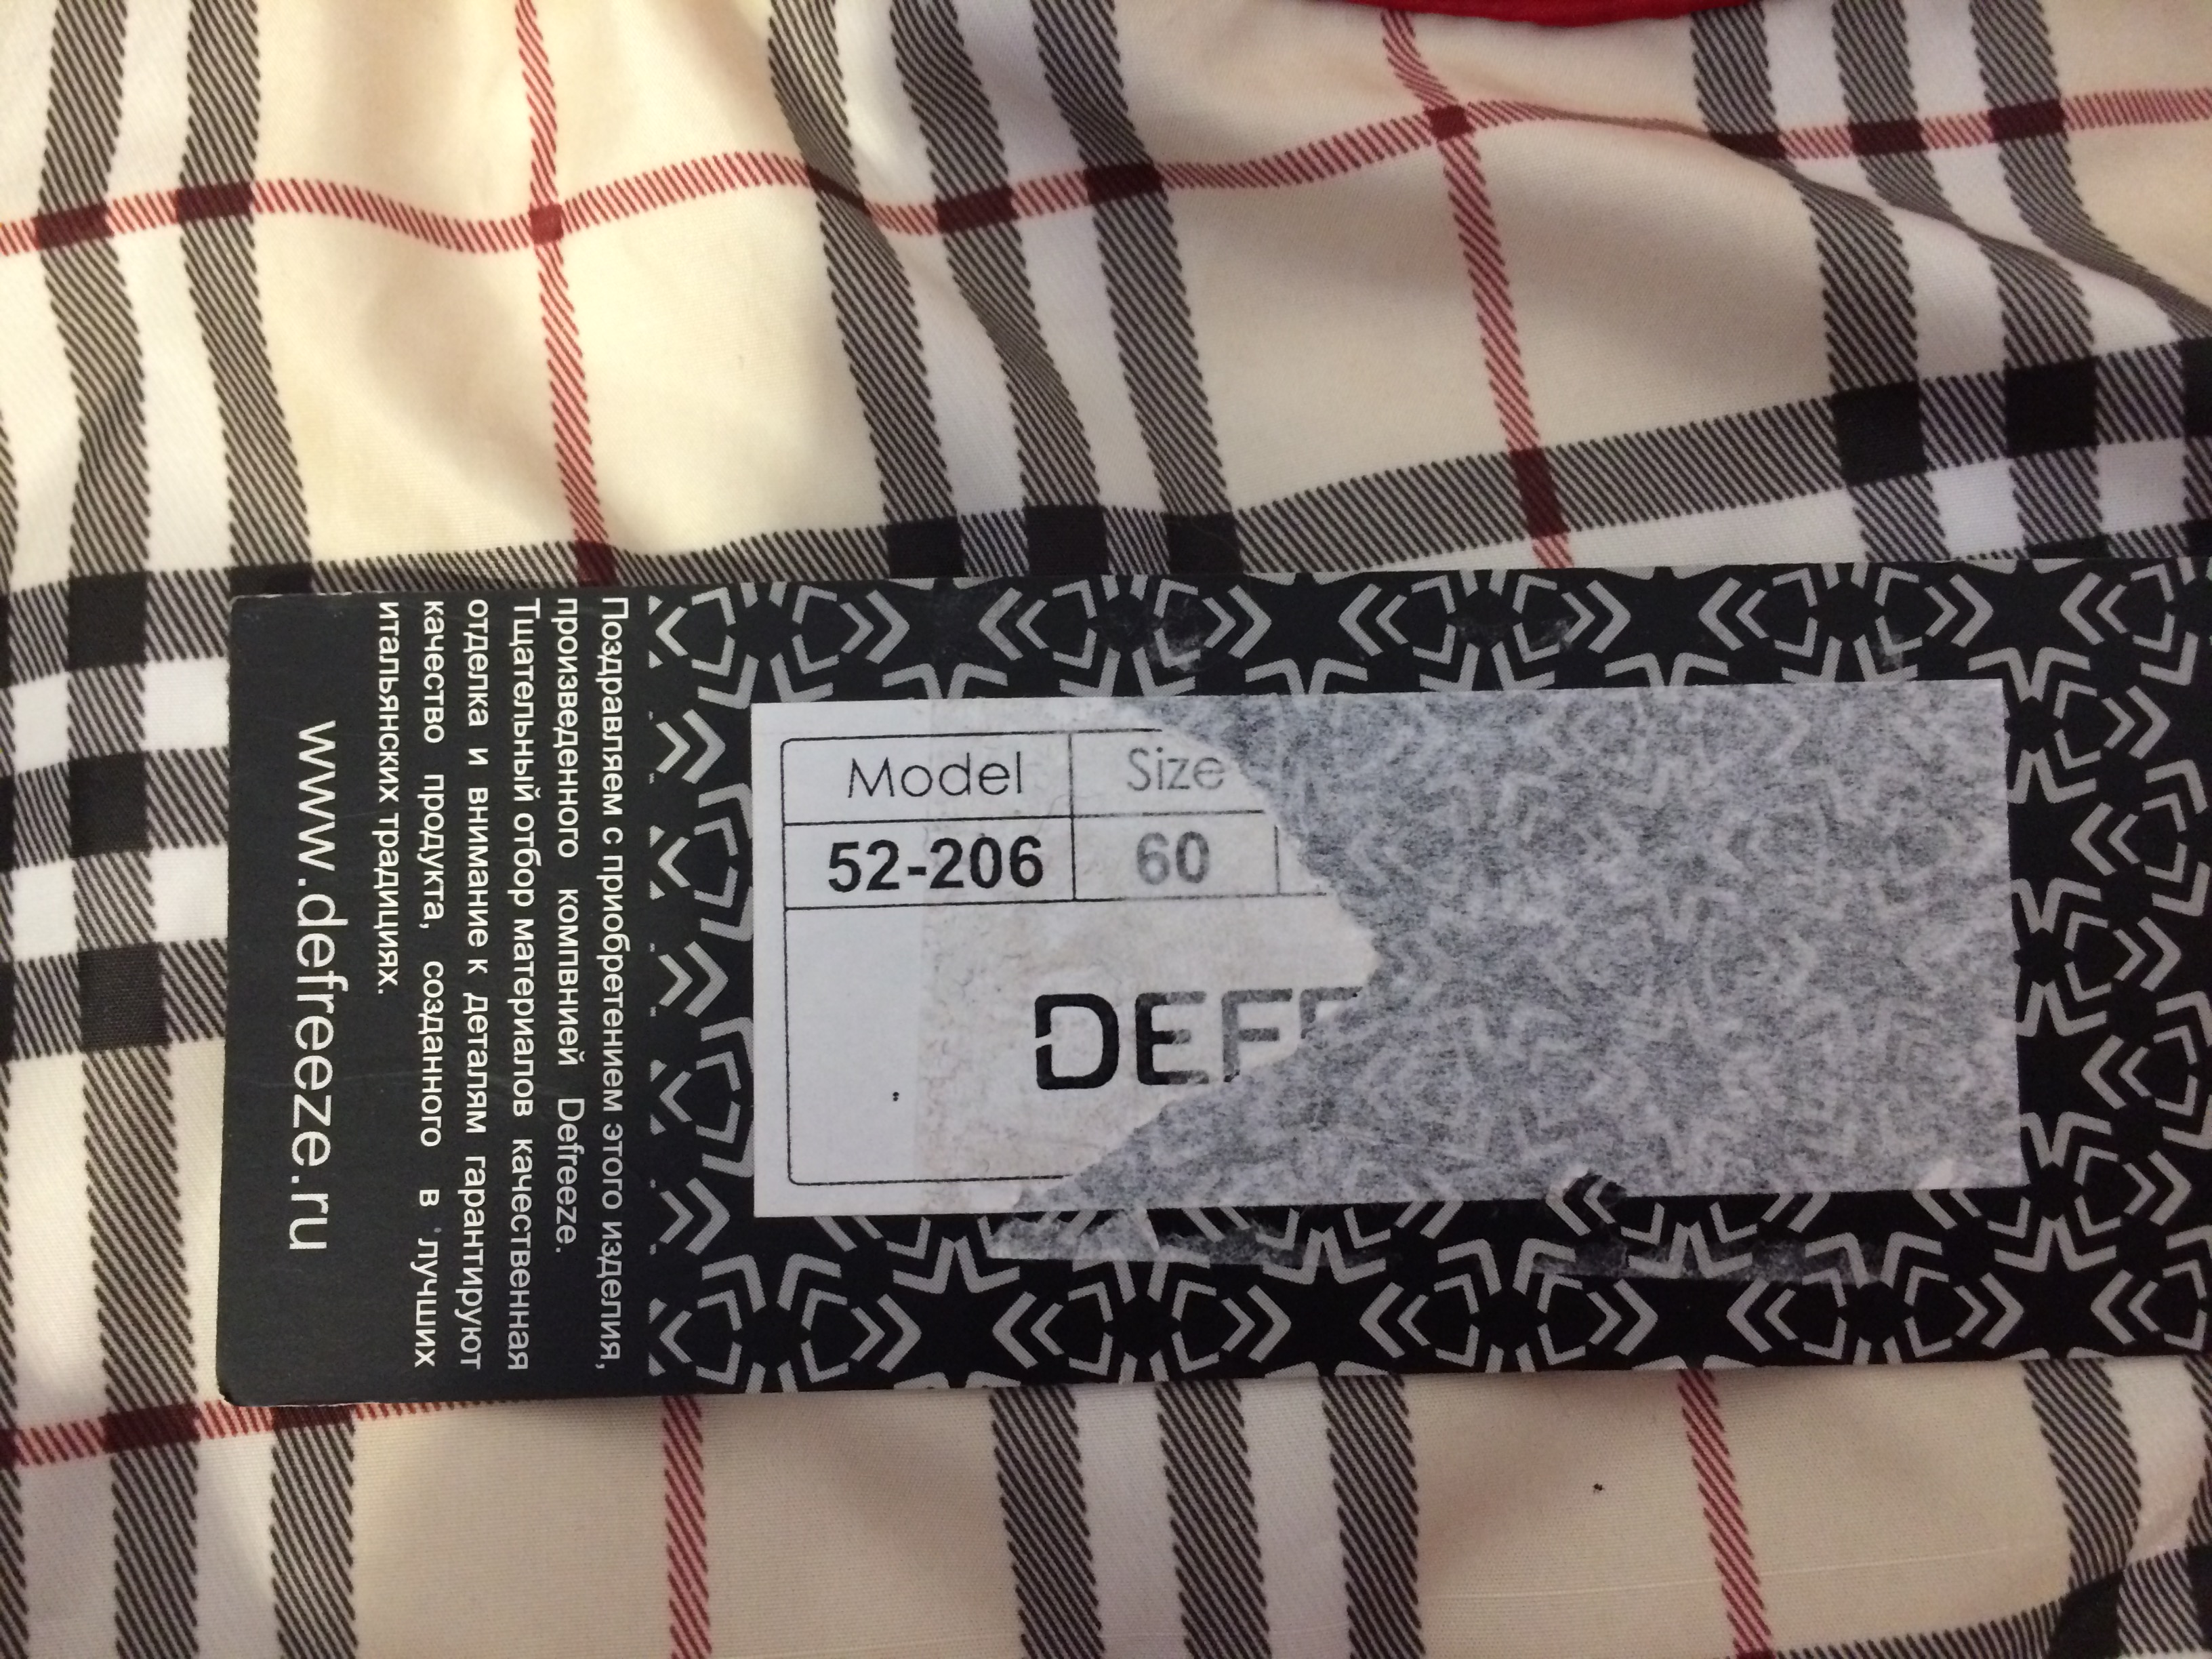 Model Size
52-206 60
DEF
Поздравляем с приобретением этого изделия,
произведенного компвнией Defreeze.
Тщательный отбор материалов качественная
отделка и внимание к деталям гарантируют
качество продукта, созданного в лучших
итальянских традициях.
www.defreeze.ru